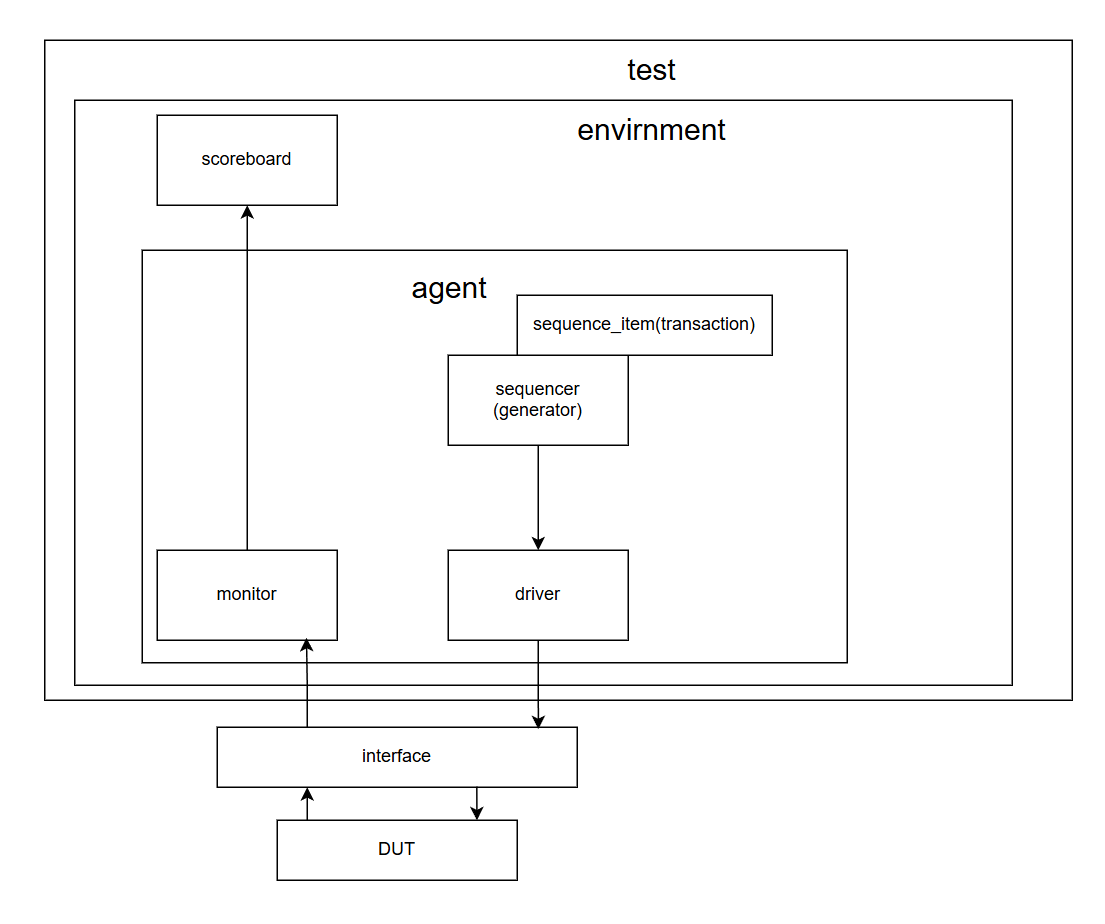 test
envirnment
scoreboard
agent
sequence_item(transaction)
sequencer
(generator)
monitor
driver
interface
DUT